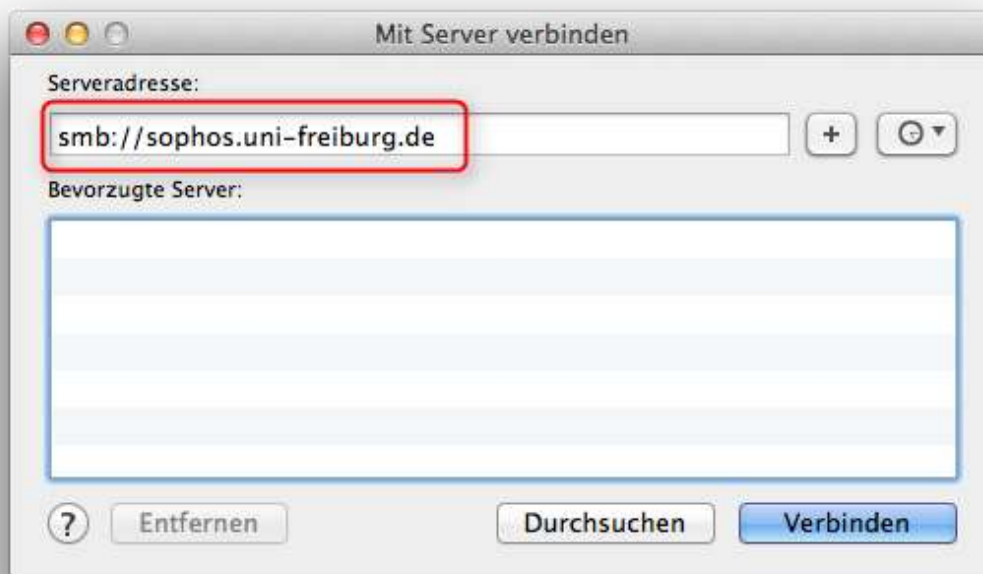 Mit Server verbinden
Serveradresse:
smb://sophos.uni-freiburg.de
+
Bevorzugte Server:
? Entfernen Durchsuchen Verbinden